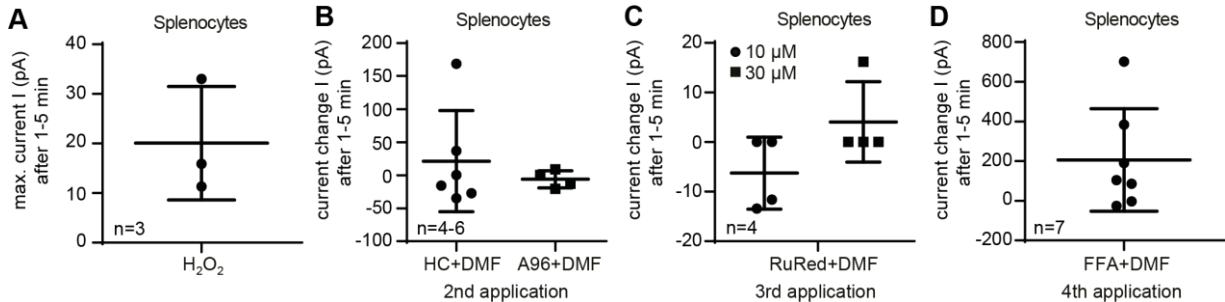 A
Splenocytes
max. current I (pA)
after 1-5 min
40
30
20
10
0
n=3
H₂O₂
B
Splenocytes
current change I (pA)
after 1-5 min
200
150
100
50
0
-50
-100
n=4-6
HC+DMF A96+DMF
2nd application
C
Splenocytes
current change I (pA)
after 1-5 min
20
10
0
-10
-20
10 µM
30 µM
n=4
RuRed+DMF
3rd application
D
Splenocytes
current change I (pA)
after 1-5 min
800
600
400
200
0
-200
n=7
FFA+DMF
4th application